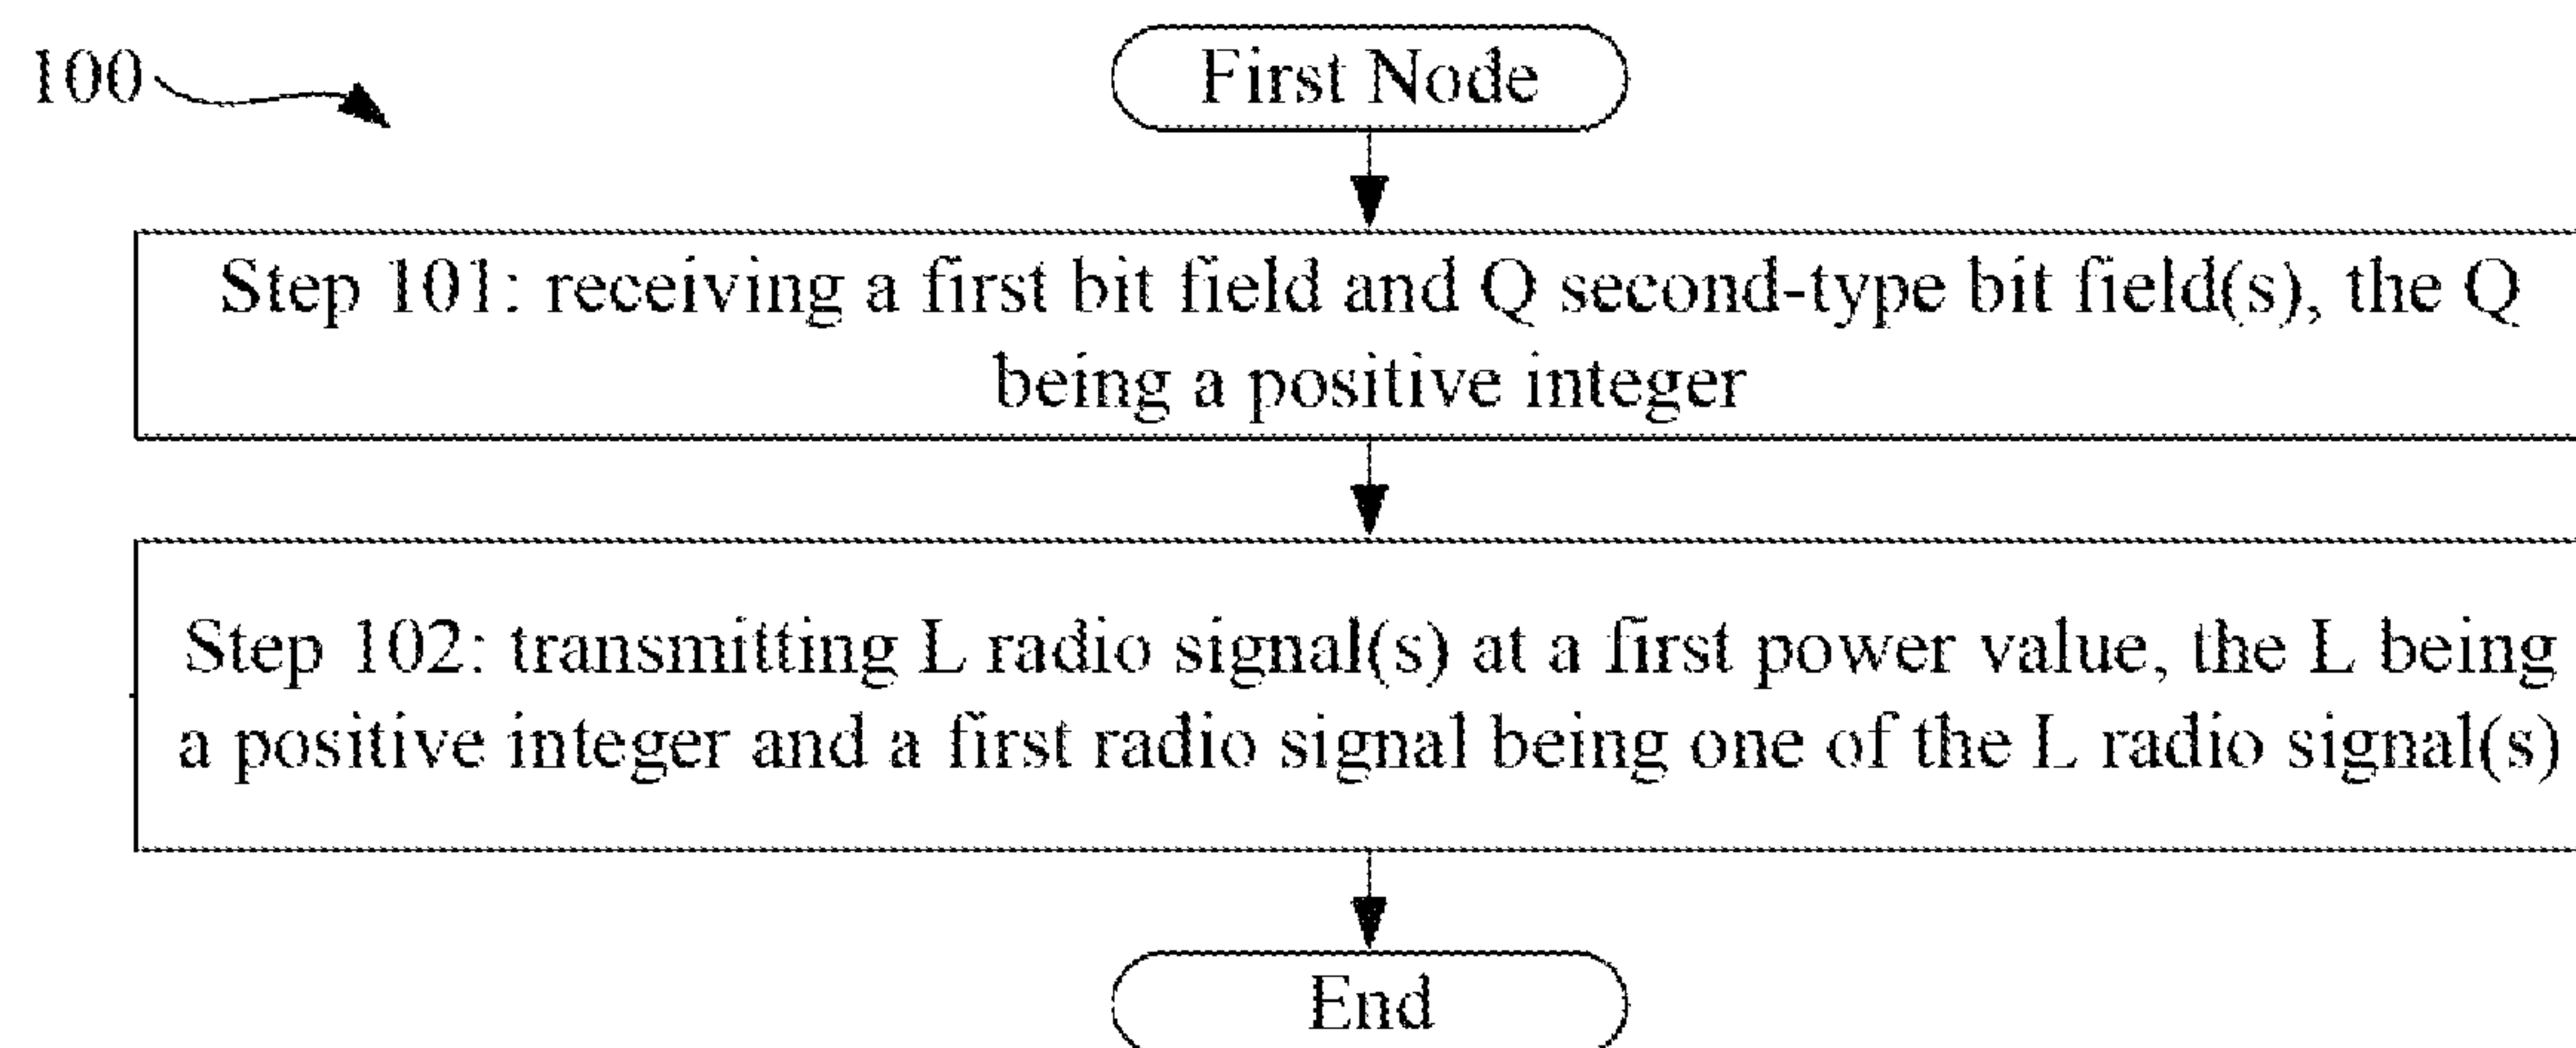 100
First Node
Step 101: receiving a first bit field and Q second-type bit field(s), the Q
being a positive integer
Step 102: transmitting L radio signal(s) at a first power value, the L being
a positive integer and a first radio signal being one of the L radio signal(s)
End